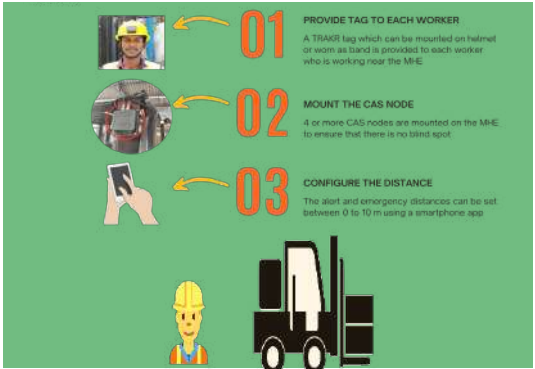 01
PROVIDE TAG TO EACH WORKER
A TRAKR tag which can be mounted on helmet
or worn as band is provided to each worker
who is working near the MHE
02
MOUNT THE CAS NODE
4 or more CAS nodes are mounted on the MHE
to ensure that there is no blind spot
03
CONFIGURE THE DISTANCE
The alert and emergency distances can be set
between 0 to 10 m using a smartphone app